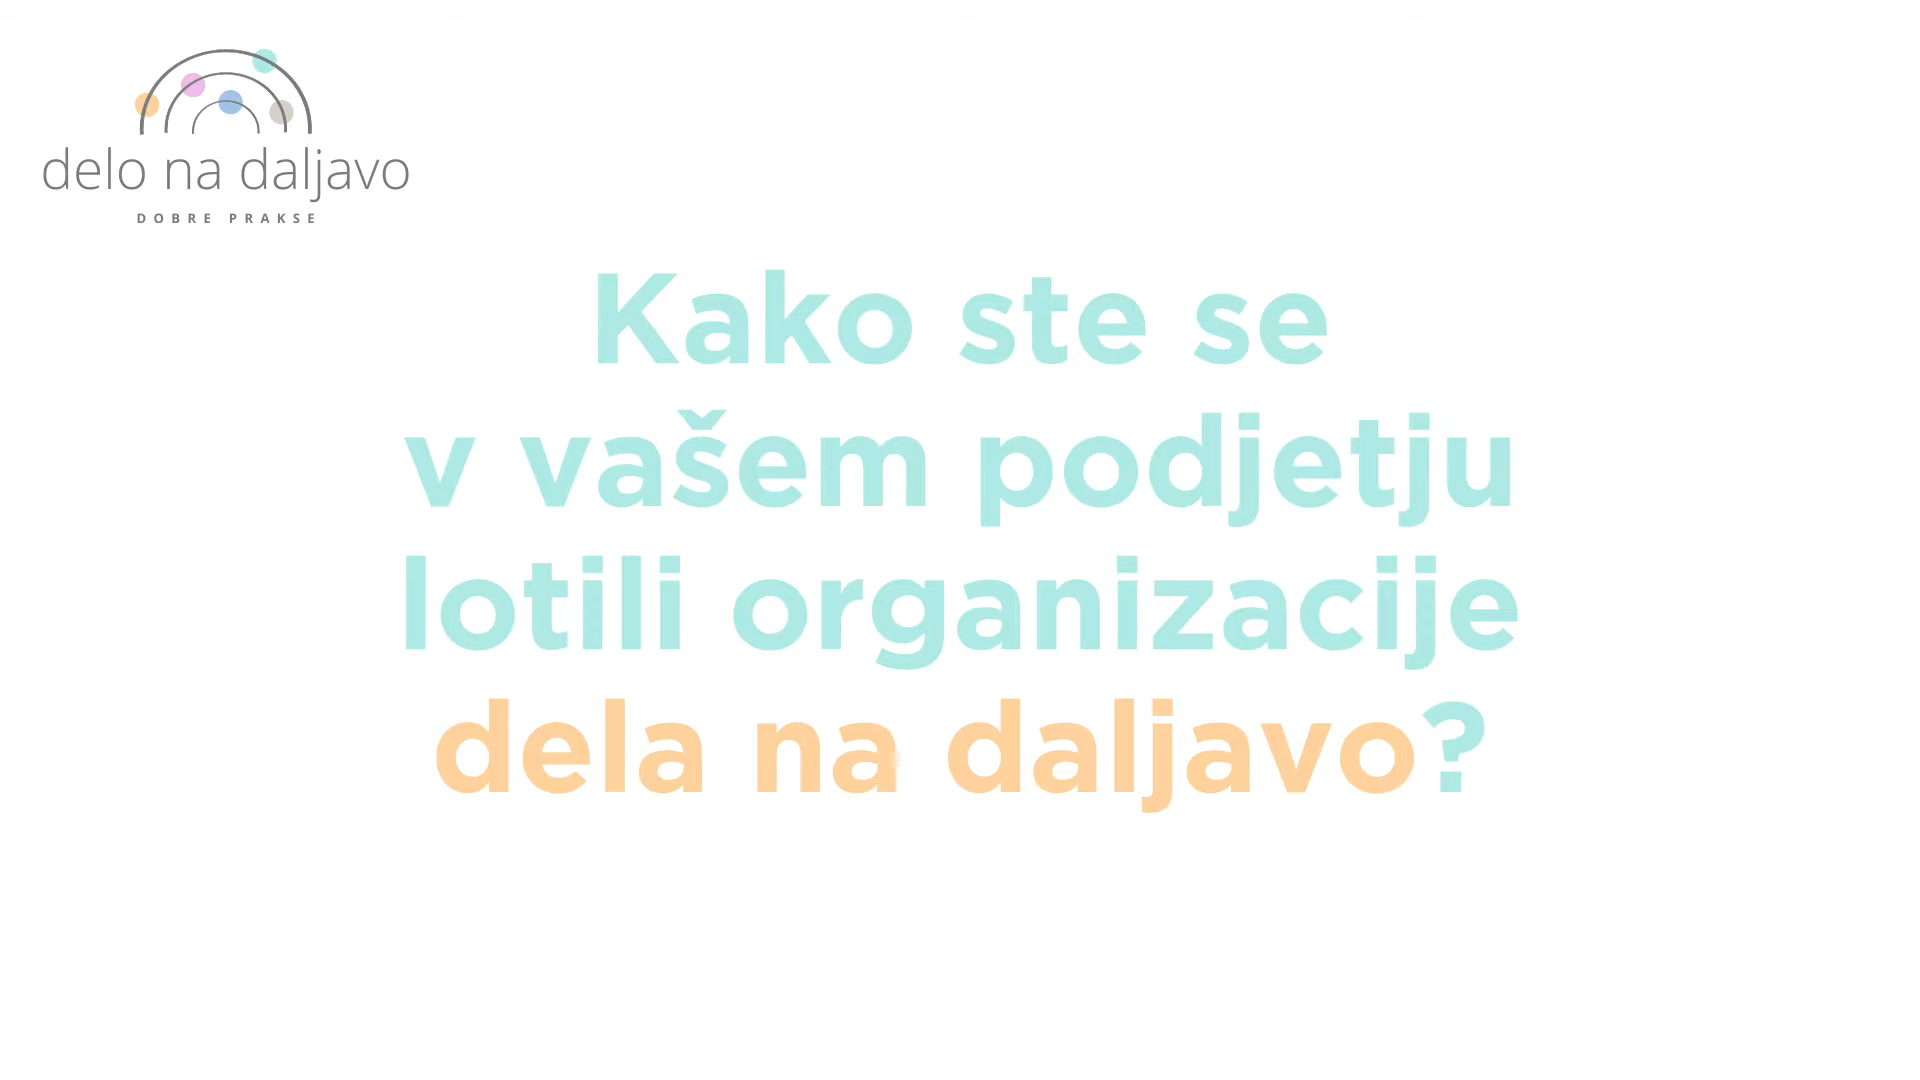 delo na daljavo
DOBRE PRAKSE
Kako ste se
v vašem podjetju
lotili organizacije
dela na daljavo?